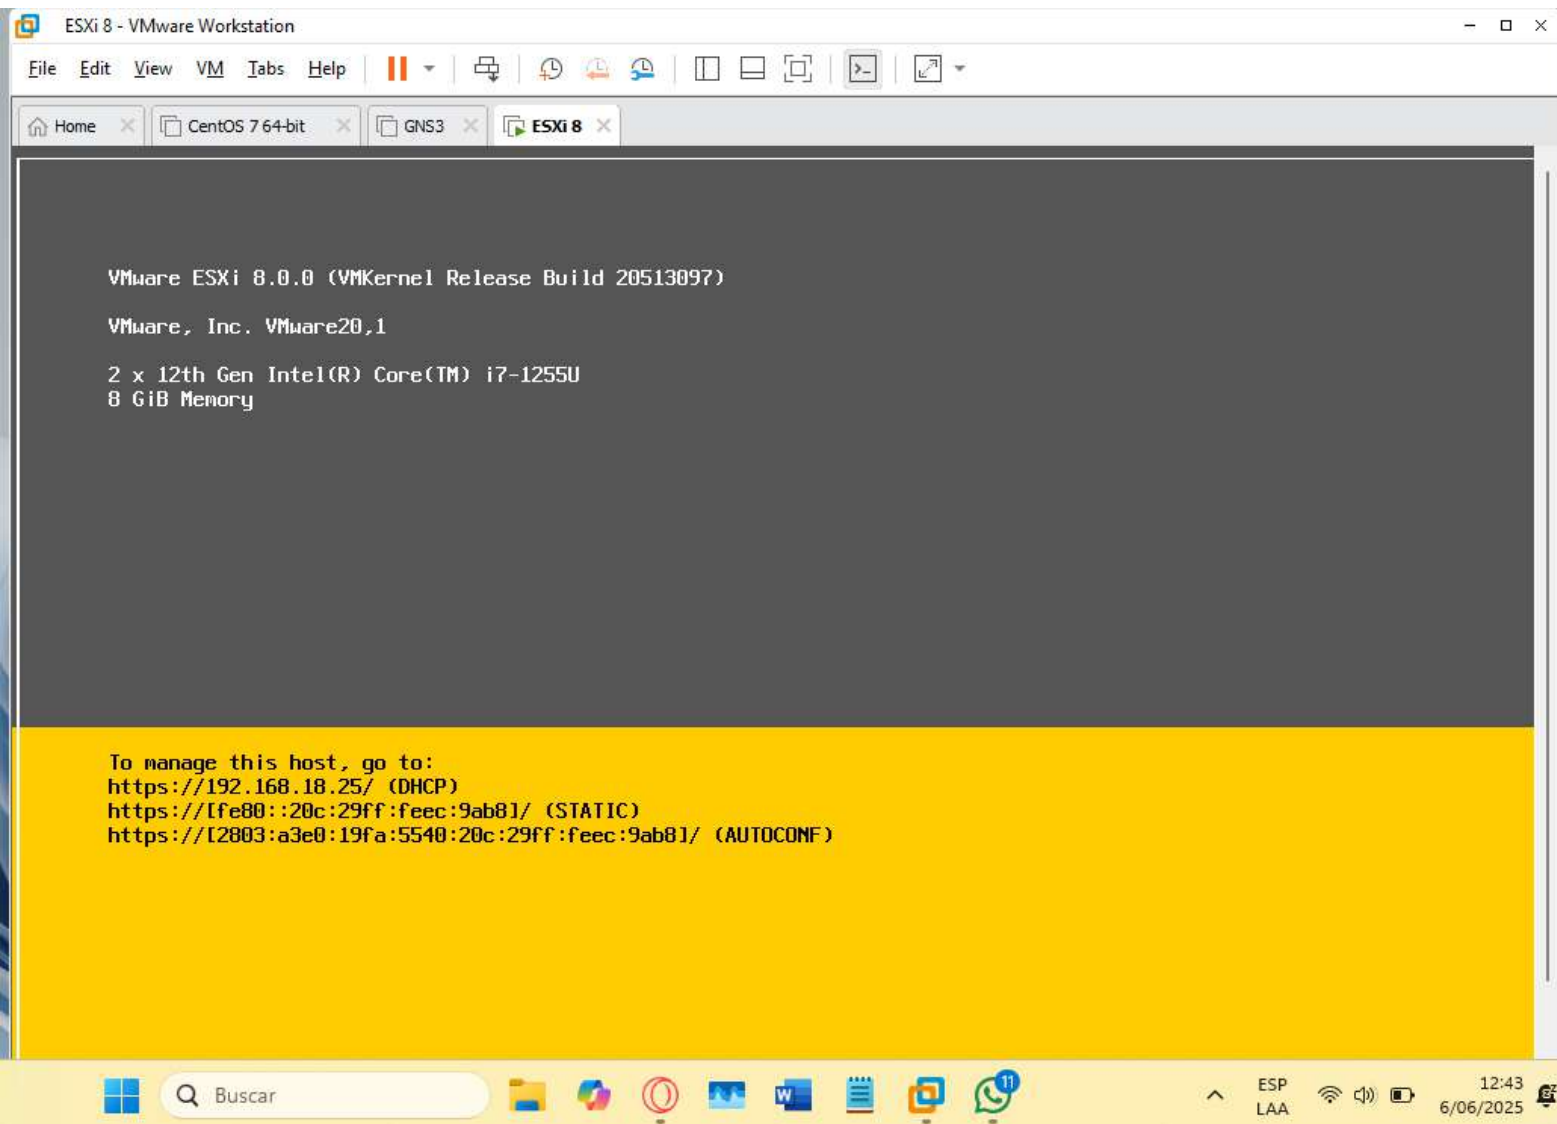 ESXi 8 - VMware Workstation
File Edit View VM Tabs Help
Home CentOS 7 64-bit GNS3 ESXi 8
VMware ESXi 8.0.0 (VMKernel Release Build 20513097)
VMware, Inc. VMware20,1
2 x 12th Gen Intel(R) Core(TM) i7-1255U
8 GiB Memory
To manage this host, go to:
https://192.168.18.25/ (DHCP)
https://[fe80::20c:29ff:feec:9ab8]/ (STATIC)
https://[2803:a3e0:19fa:5540:20c:29ff:feec:9ab8]/ (AUTOCONF)
Buscar
W
11
ESP
LAA
12:43
6/06/2025